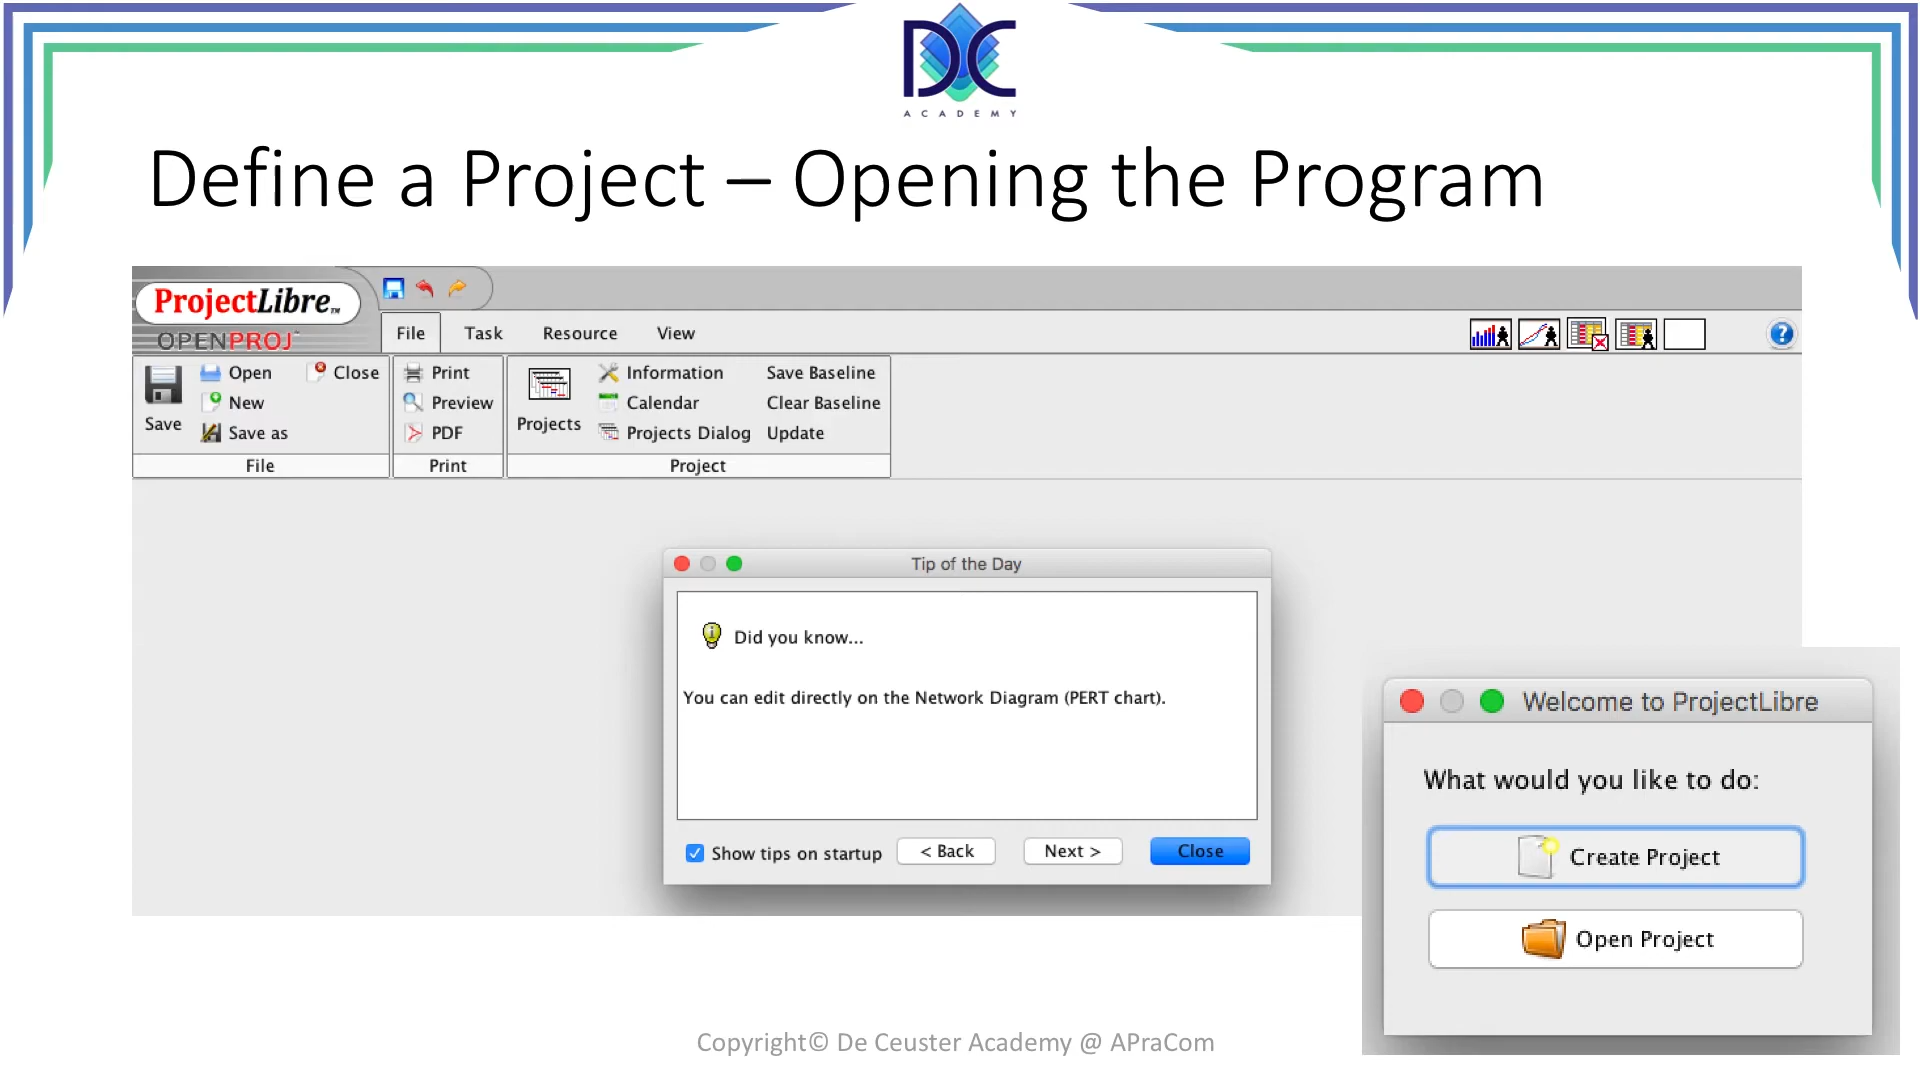 DC
ACADEMY
Define a Project – Opening the Program
ProjectLibre™
OPENPROJ™
File Task Resource View
Save
Open
New
Save as
Close
File
Print
Preview
PDF
Print
Projects
Information
Calendar
Projects Dialog
Save Baseline
Clear Baseline
Update
Project
Tip of the Day
Did you know...
You can edit directly on the Network Diagram (PERT chart).
Show tips on startup < Back Next > Close
Welcome to ProjectLibre
What would you like to do:
Create Project
Open Project
Copyright© De Ceuster Academy @ APraCom